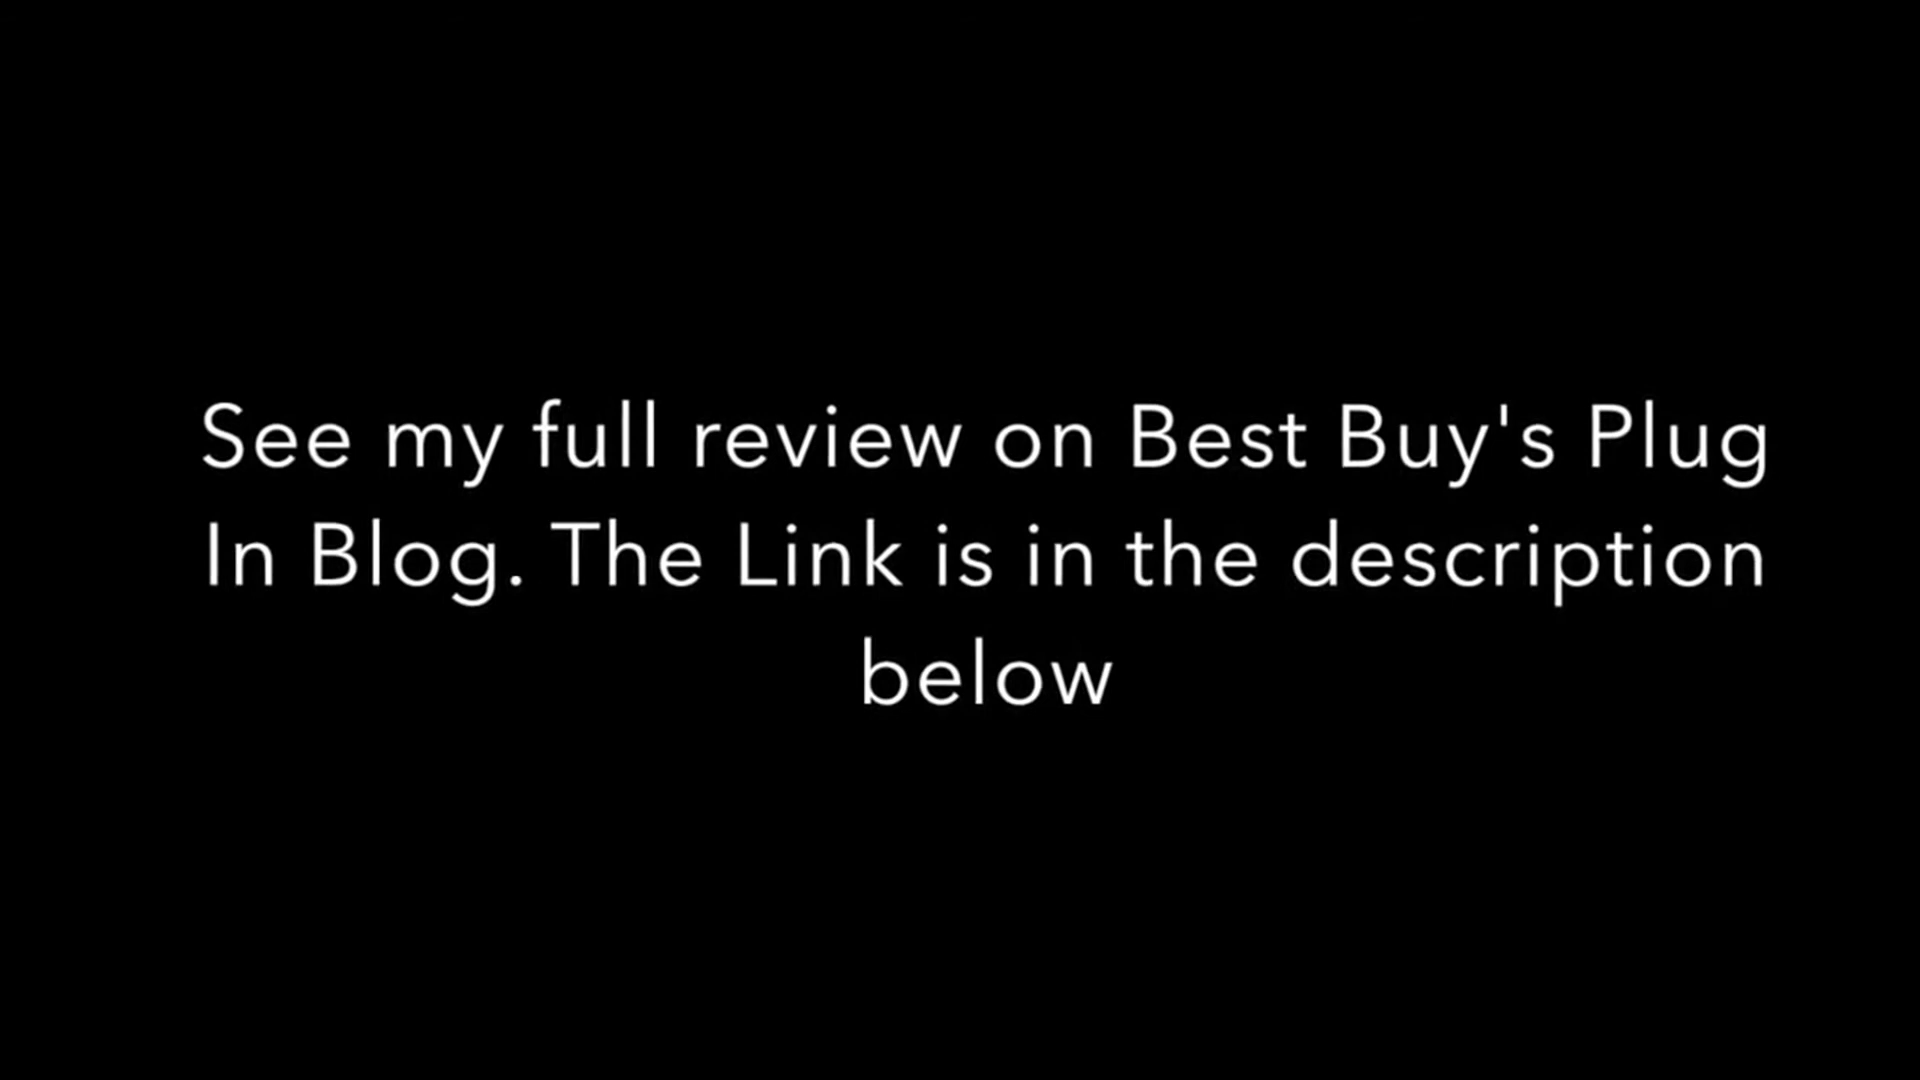 See my full review on Best Buy's Plug
In Blog. The Link is in the description
below